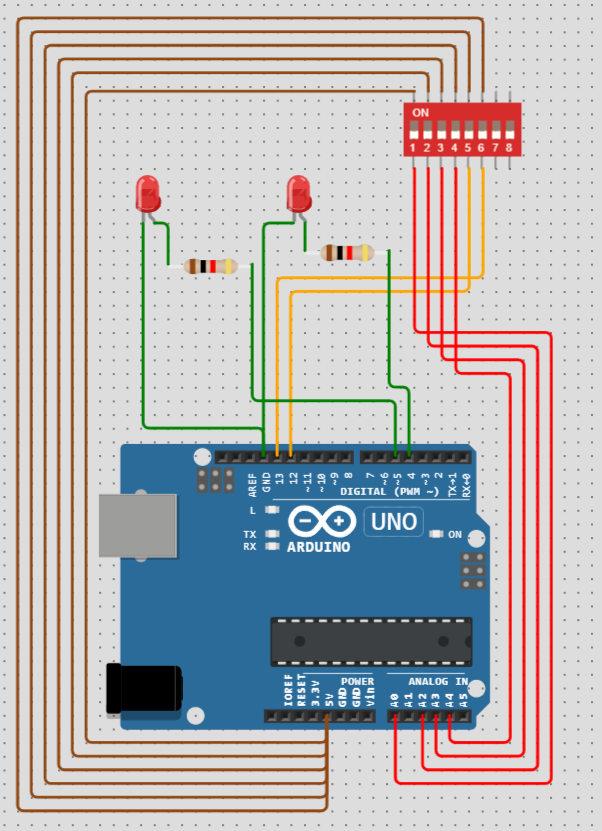 ON
1 2 3 4 5 6 7 8
AREF
GND
13
12
~11
~10
~9
8
7
~6
~5
4
~3
2
TX→1
RX←0
DIGITAL (PWM ~)
L
TX
RX
UNO
ARDUINO
ON
POWER
ANALOG IN
IOREF
RESET
3.3V
5V
GND
GND
Vin
A0
A1
A2
A3
A4
A5